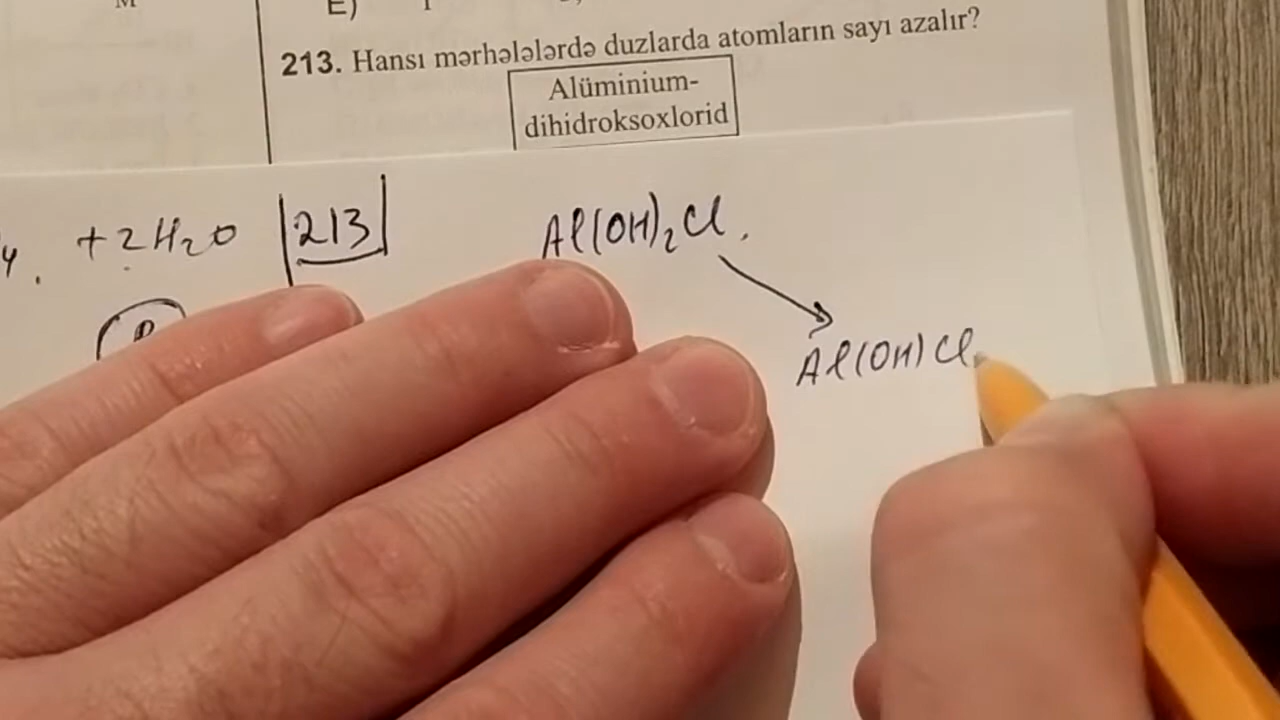 E)
213. Hansı mərhələlərdə duzlarda atomların sayı azalır?
Alüminium-
dihidroksoxlorid
+ 2H₂O
213
Al(OH)₂Cl.
Al(OH)Cl